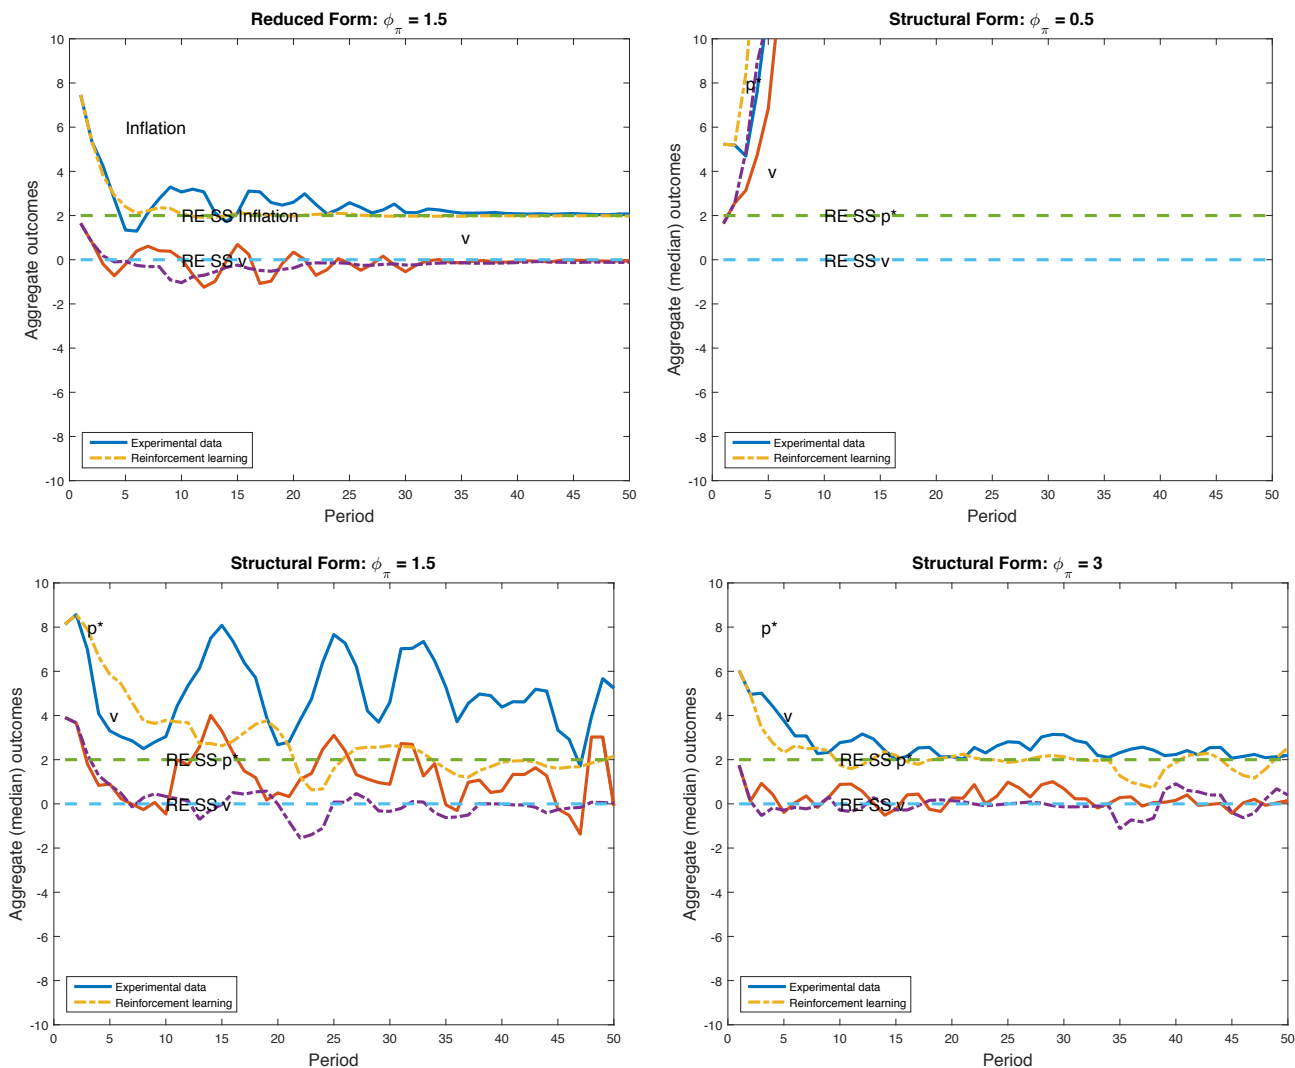 Reduced Form: ϕ_π = 1.5
Aggregate outcomes
10
8
6
4
2
0
-2
-4
-6
-8
-10
Inflation
RE SS Inflation
v
RE SS v
Experimental data
Reinforcement learning
0 5 10 15 20 25 30 35 40 45 50
Period
Structural Form: ϕ_π = 0.5
Aggregate (median) outcomes
10
8
6
4
2
0
-2
-4
-6
-8
-10
p*
v
RE SS p*
RE SS v
Experimental data
Reinforcement learning
0 5 10 15 20 25 30 35 40 45 50
Period
Structural Form: ϕ_π = 1.5
Aggregate (median) outcomes
10
8
6
4
2
0
-2
-4
-6
-8
-10
p*
v
RE SS p*
RE SS v
Experimental data
Reinforcement learning
0 5 10 15 20 25 30 35 40 45 50
Period
Structural Form: ϕ_π = 3
Aggregate (median) outcomes
10
8
6
4
2
0
-2
-4
-6
-8
-10
p*
v
RE SS p
RE SS v
Experimental data
Reinforcement learning
0 5 10 15 20 25 30 35 40 45 50
Period